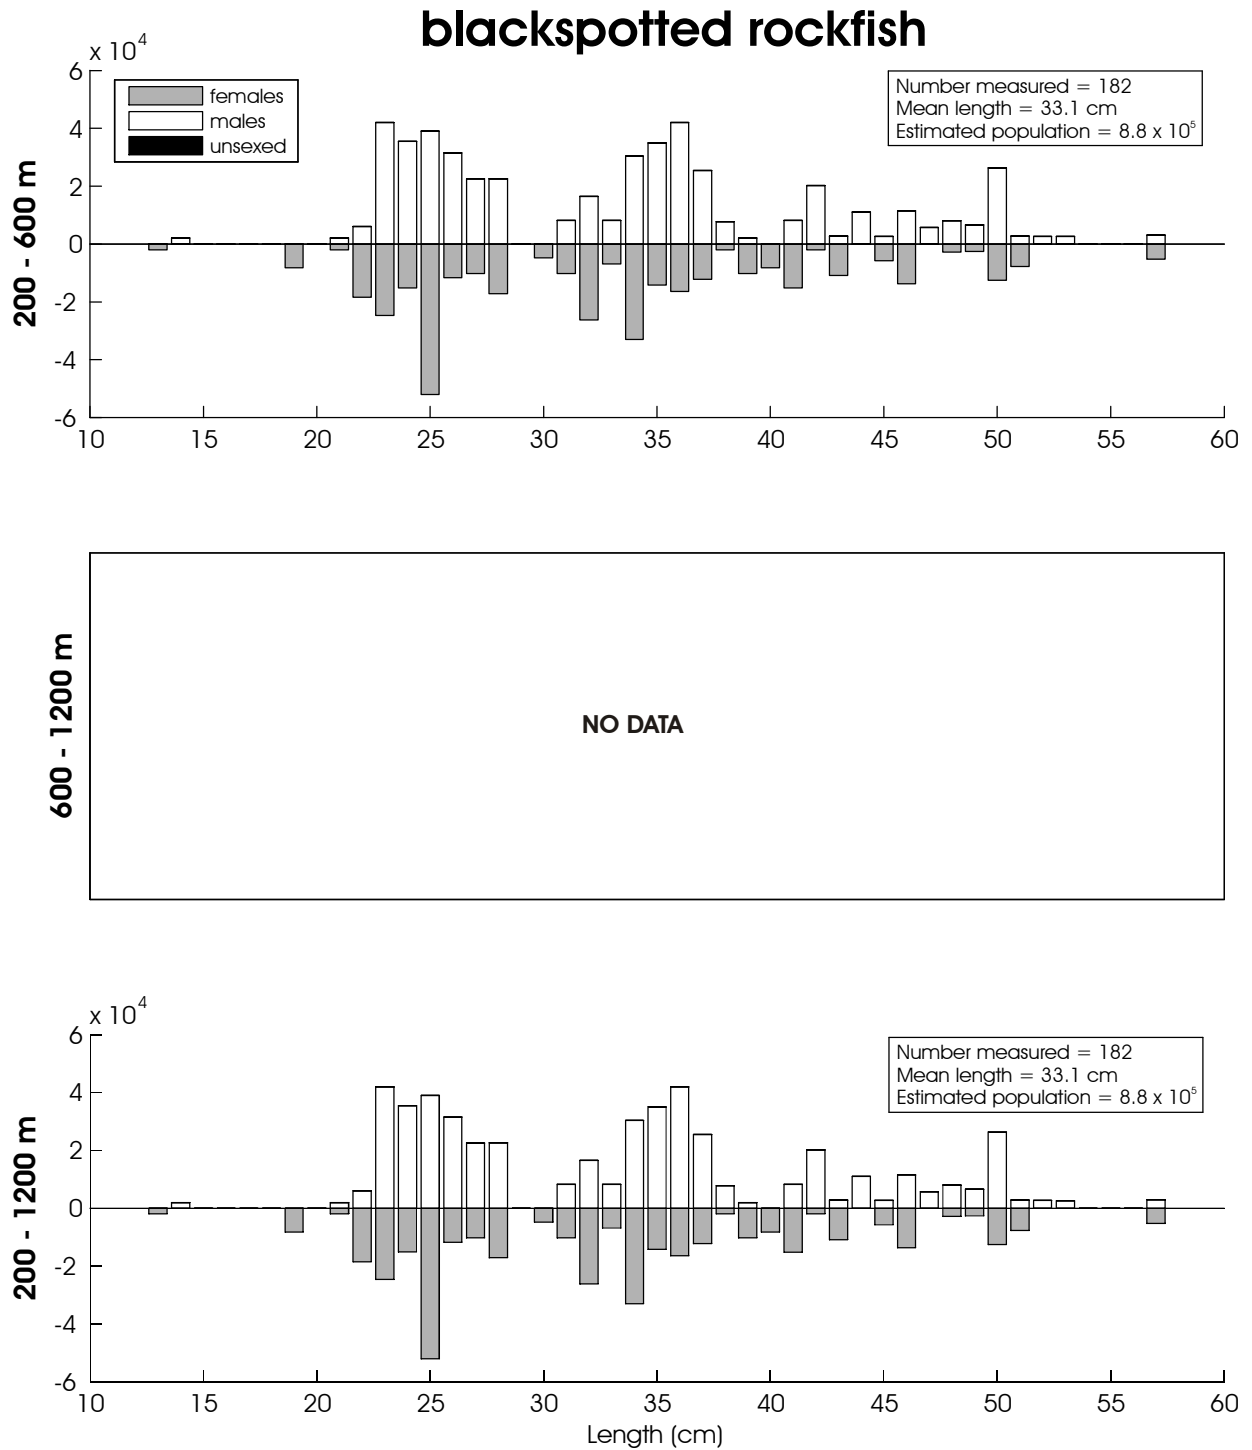 blackspotted rockfish
x 10^4
6
4
2
0
-2
-4
-6
females
males
unsexed
Number measured = 182
Mean length = 33.1 cm
Estimated population = 8.8 x 10^5
200 - 600 m
10 15 20 25 30 35 40 45 50 55 60
600 - 1200 m
NO DATA
x 10^4
6
4
2
0
-2
-4
-6
Number measured = 182
Mean length = 33.1 cm
Estimated population = 8.8 x 10^5
200 - 1200 m
10 15 20 25 30 35 40 45 50 55 60
Length (cm)